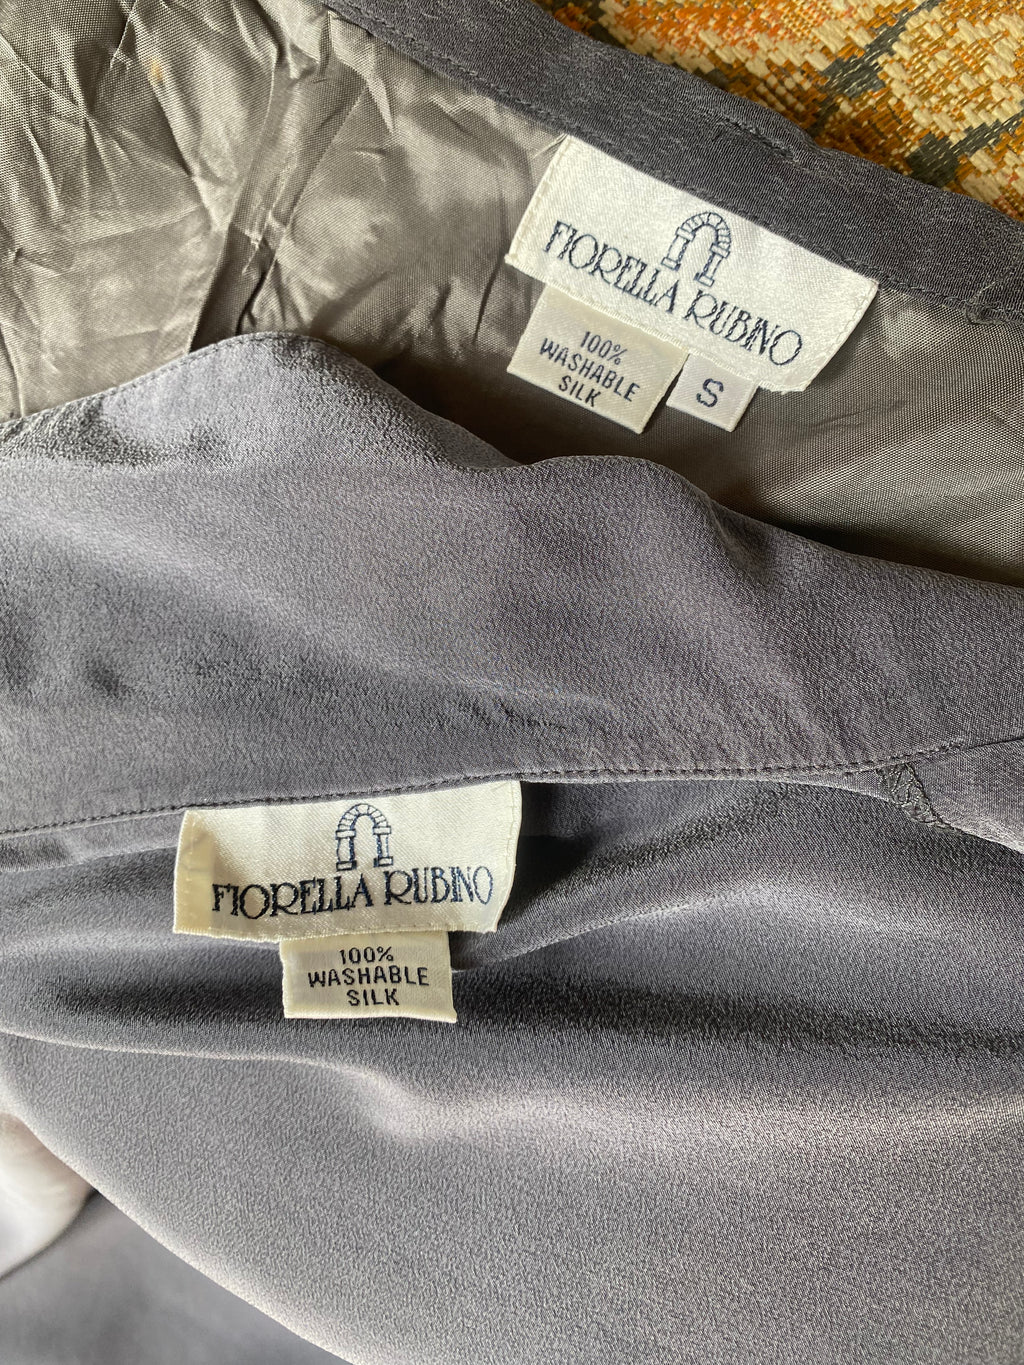 FIORELLA RUBINO
100%
WASHABLE
SILK
S
FIORELLA RUBINO
100%
WASHABLE
SILK